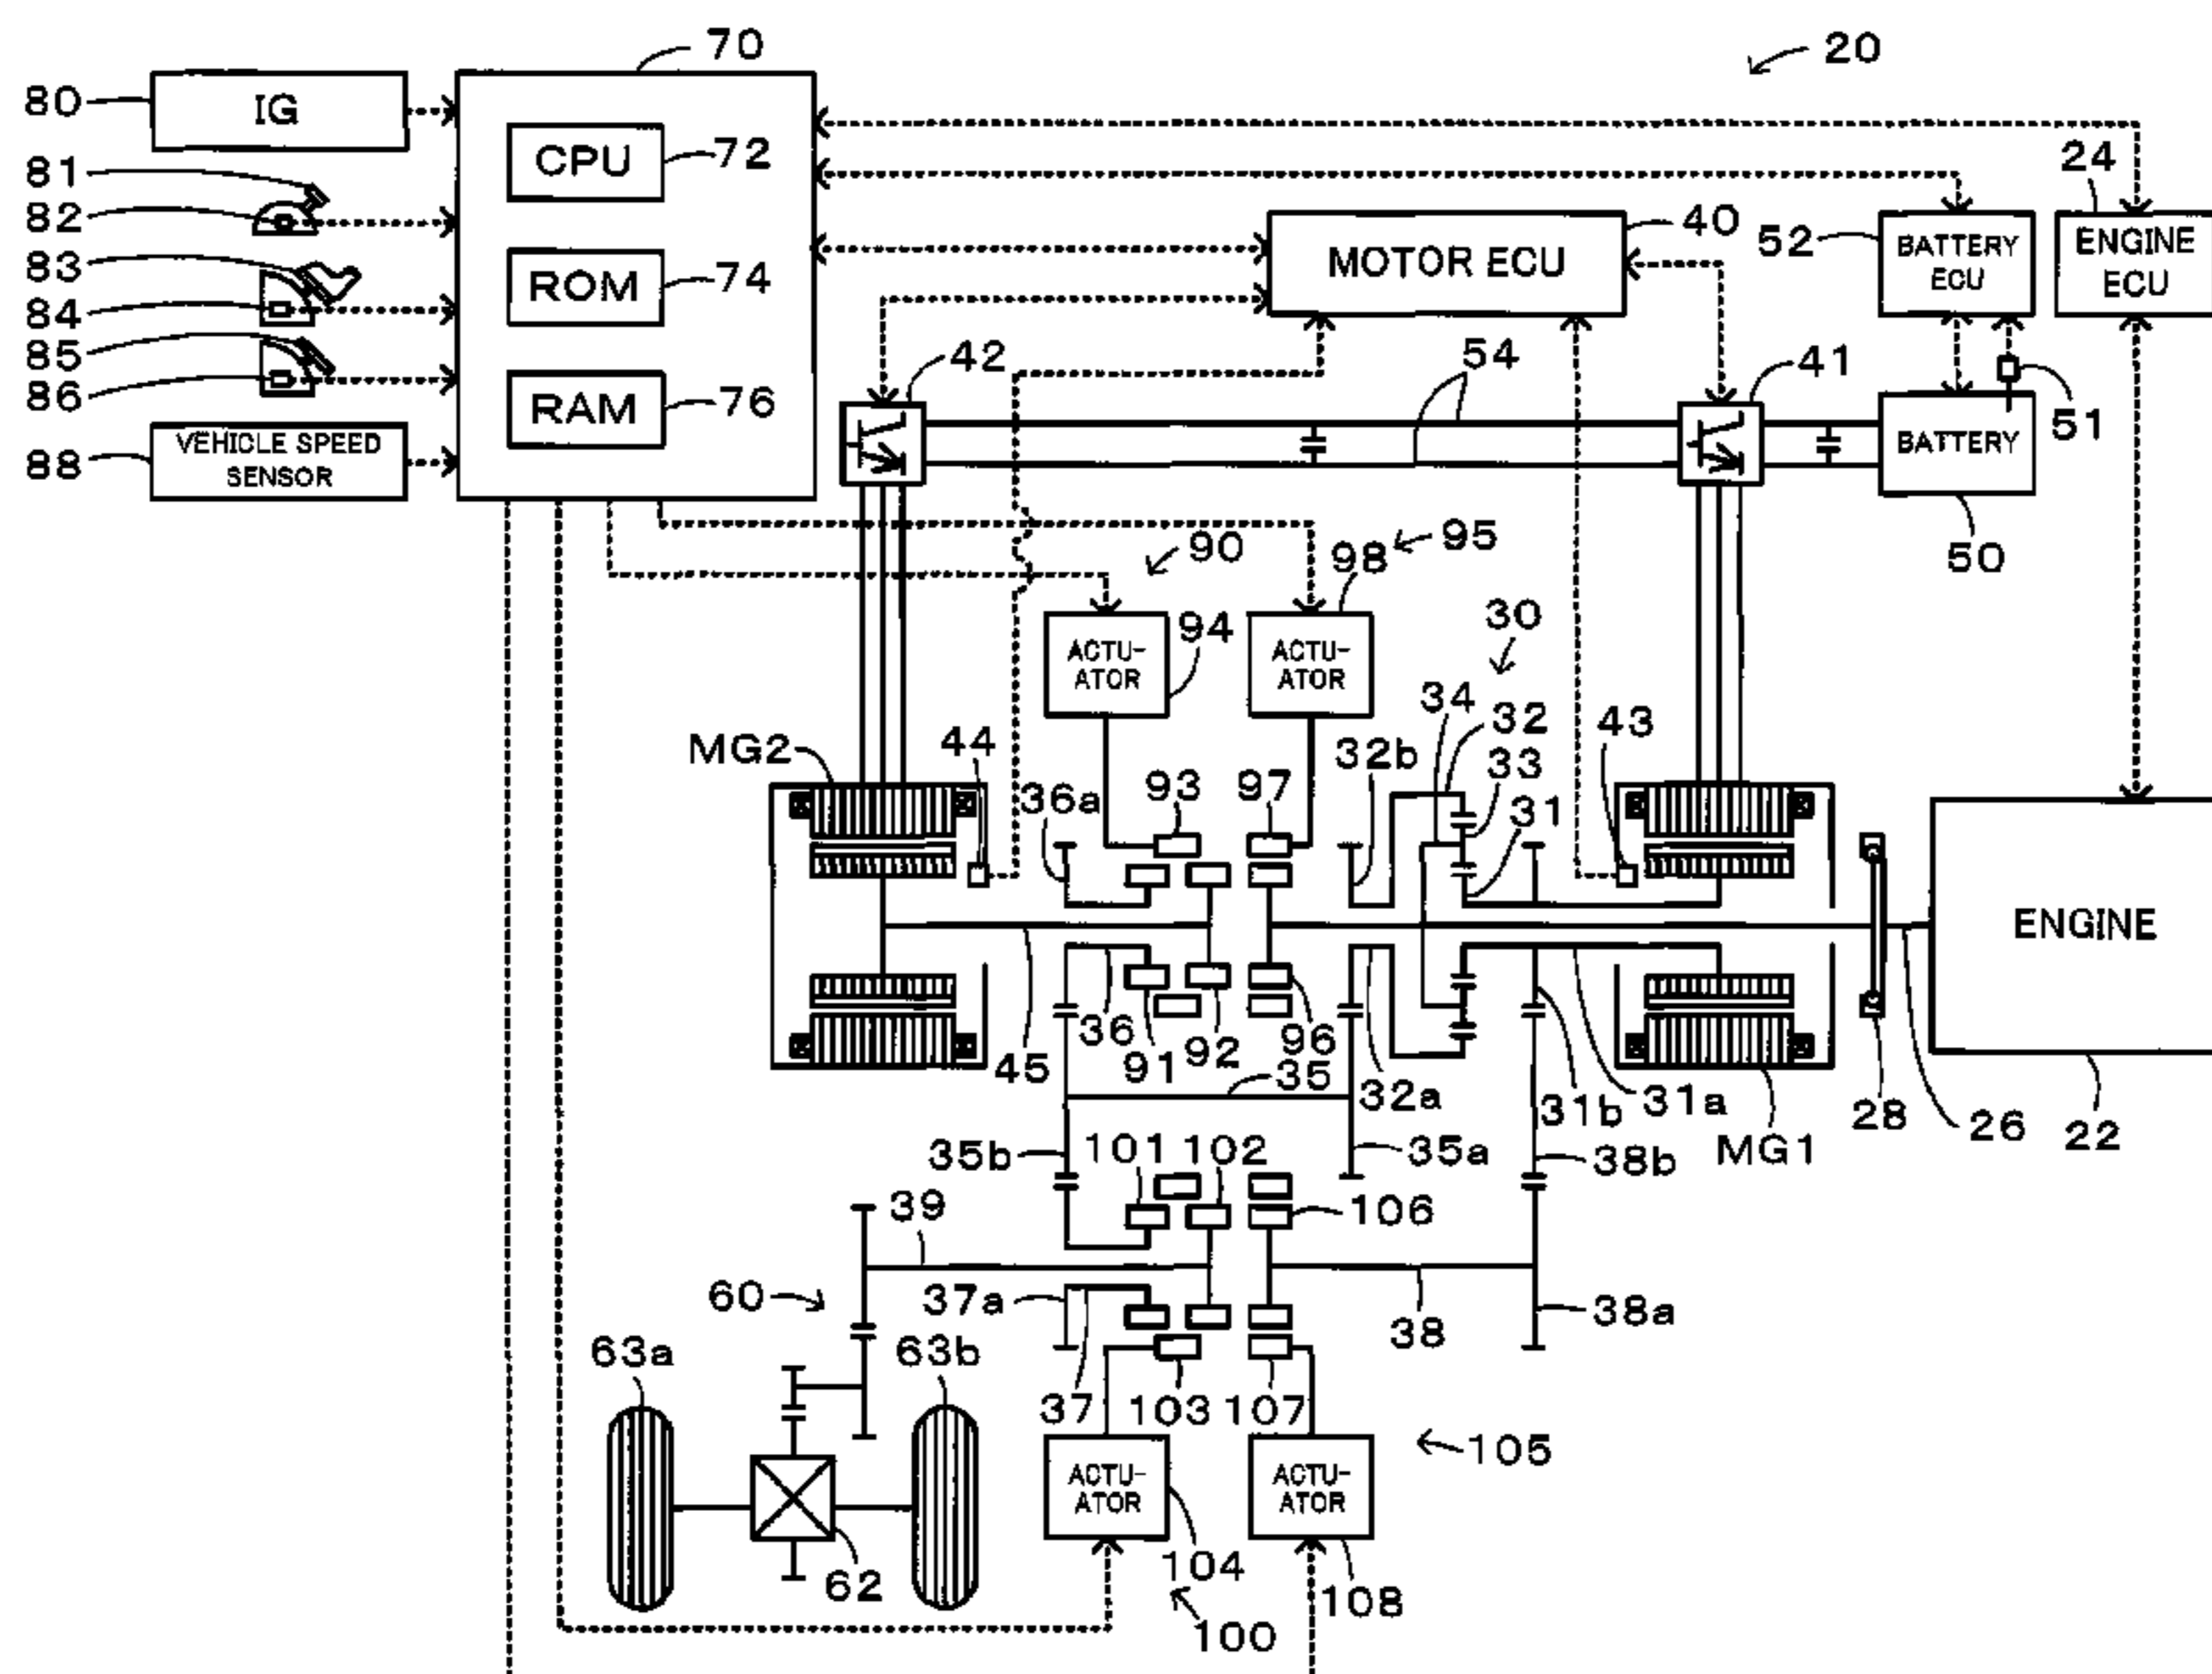 70
20
80
IG
81
82
83
84
85
86
88
VEHICLE SPEED
SENSOR
CPU
72
ROM
74
RAM
76
24
40
52
MOTOR ECU
BATTERY
ECU
ENGINE
ECU
42
54
41
51
BATTERY
50
90
98
95
94
30
ACTU-
ATOR
ACTU-
ATOR
34
32
43
MG2
44
32b
33
36a
93
97
31
ENGINE
36
92
96
91
45
35
32a
31b
31a
28
26
22
MG1
101
102
35b
35a
38b
39
106
60
37a
38
38a
63a
63b
37
103
107
105
ACTU-
ATOR
ACTU-
ATOR
62
104
108
100